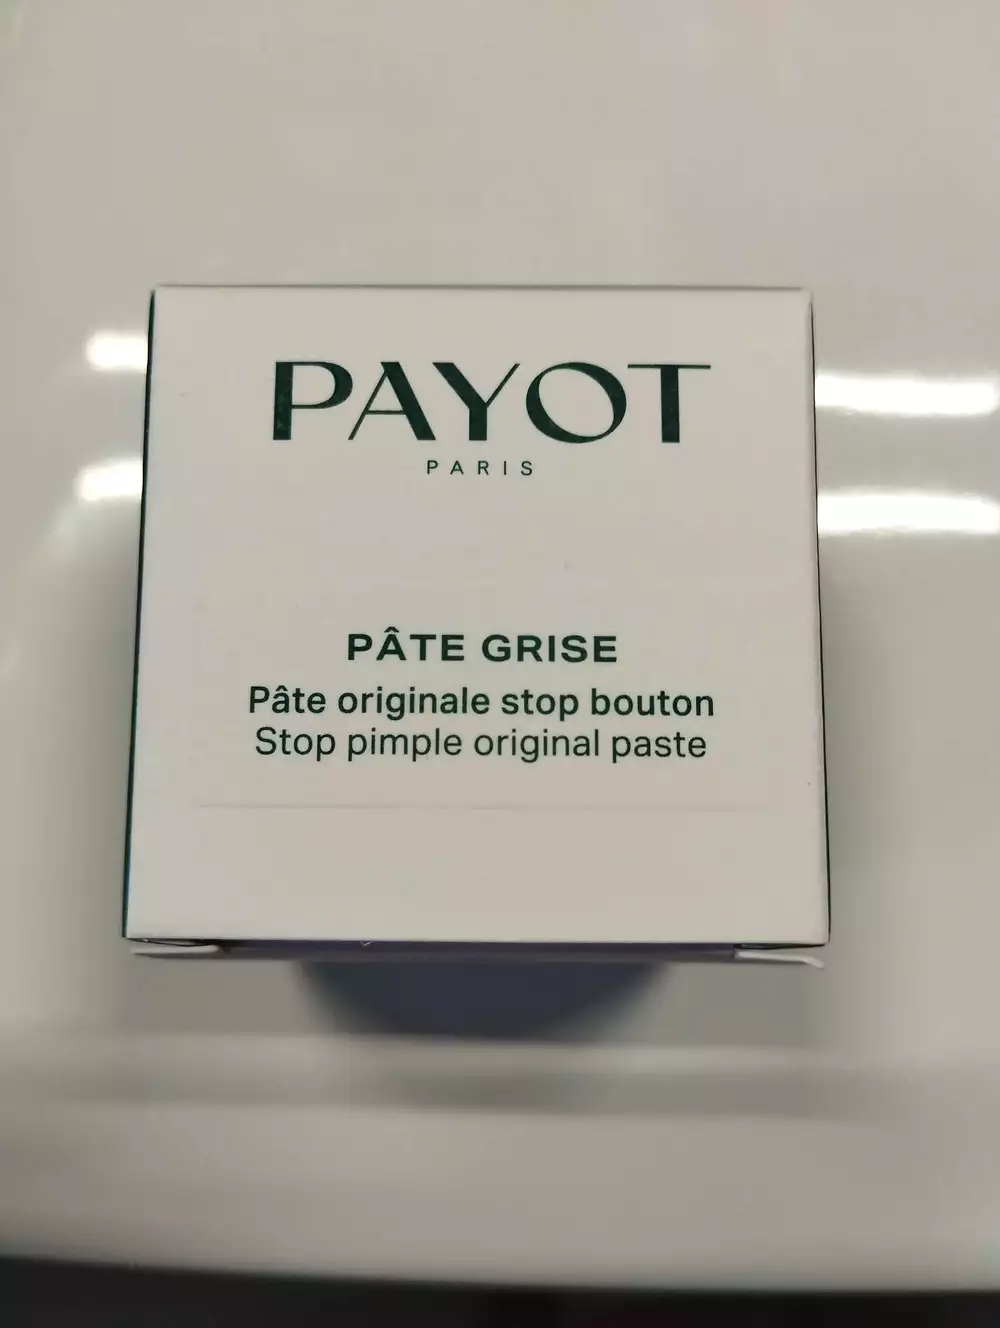 PAYOT
PARIS
PÂTE GRISE
Pâte originale stop bouton
Stop pimple original paste